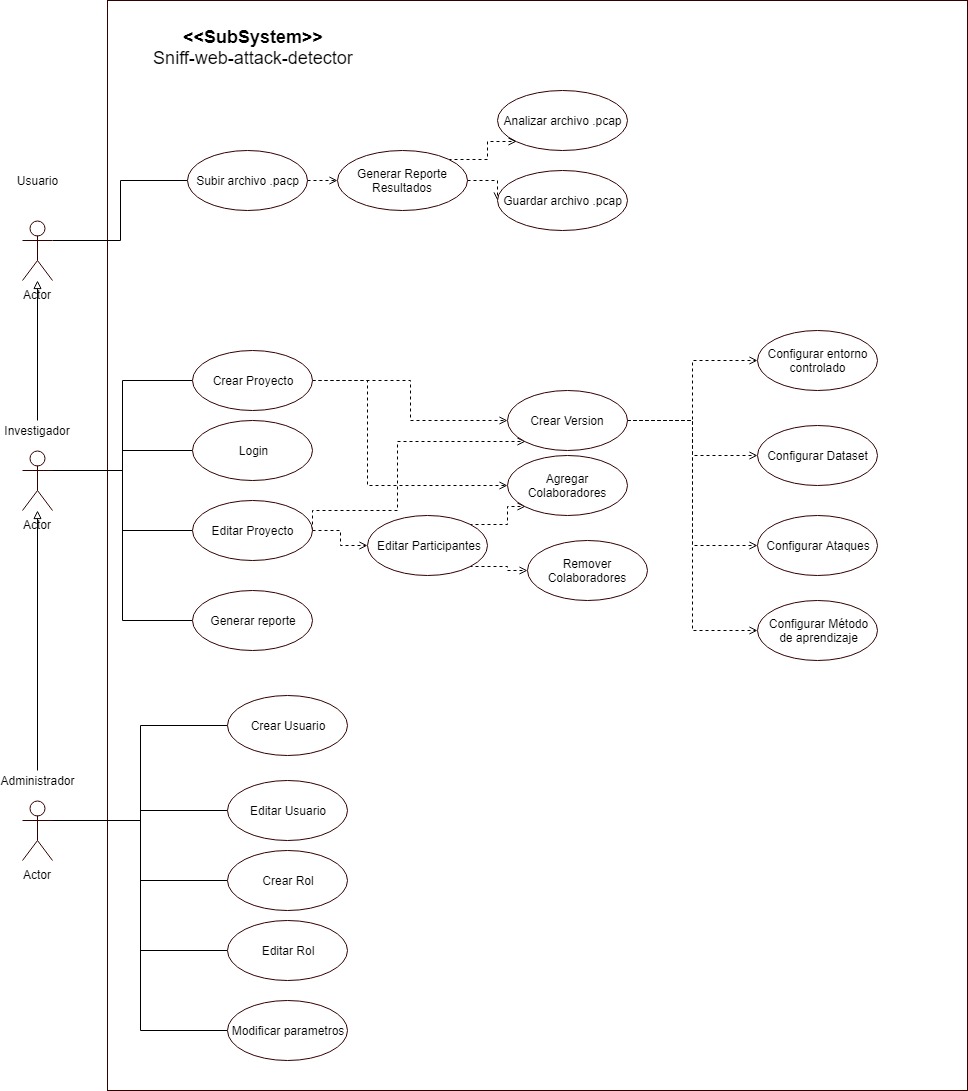 <<SubSystem>>
Sniff-web-attack-detector
Usuario
Actor
Subir archivo .pacp
Generar Reporte
Resultados
Analizar archivo .pcap
Guardar archivo .pcap
Investigador
Actor
Crear Proyecto
Login
Editar Proyecto
Generar reporte
Crear Version
Agregar
Colaboradores
Editar Participantes
Remover
Colaboradores
Configurar entorno
controlado
Configurar Dataset
Configurar Ataques
Configurar Método
de aprendizaje
Administrador
Actor
Crear Usuario
Editar Usuario
Crear Rol
Editar Rol
Modificar parametros